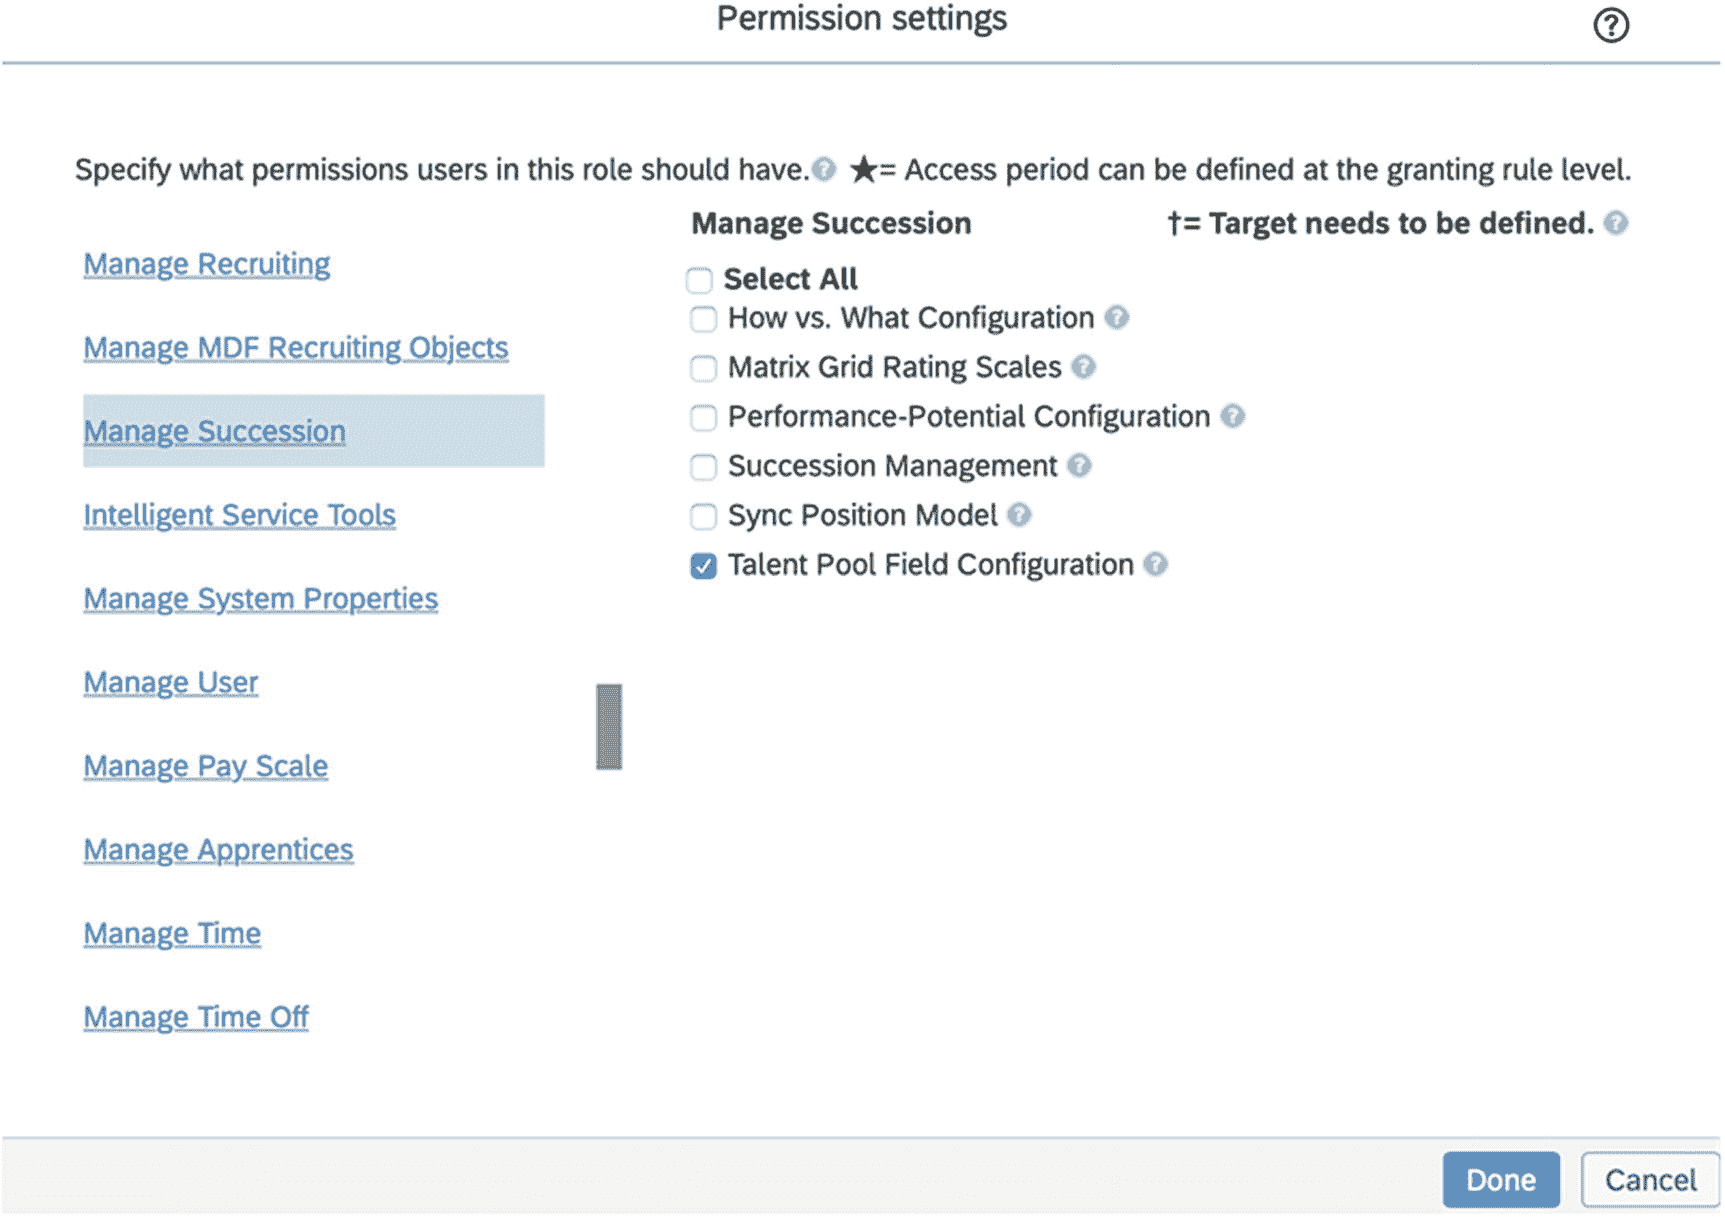 Permission settings
Specify what permissions users in this role should have. ★= Access period can be defined at the granting rule level.
Manage Succession
†= Target needs to be defined.
Manage Recruiting
Manage MDF Recruiting Objects
Manage Succession
Intelligent Service Tools
Manage System Properties
Manage User
Manage Pay Scale
Manage Apprentices
Manage Time
Manage Time Off
Select All
How vs. What Configuration
Matrix Grid Rating Scales
Performance-Potential Configuration
Succession Management
Sync Position Model
Talent Pool Field Configuration
Done
Cancel